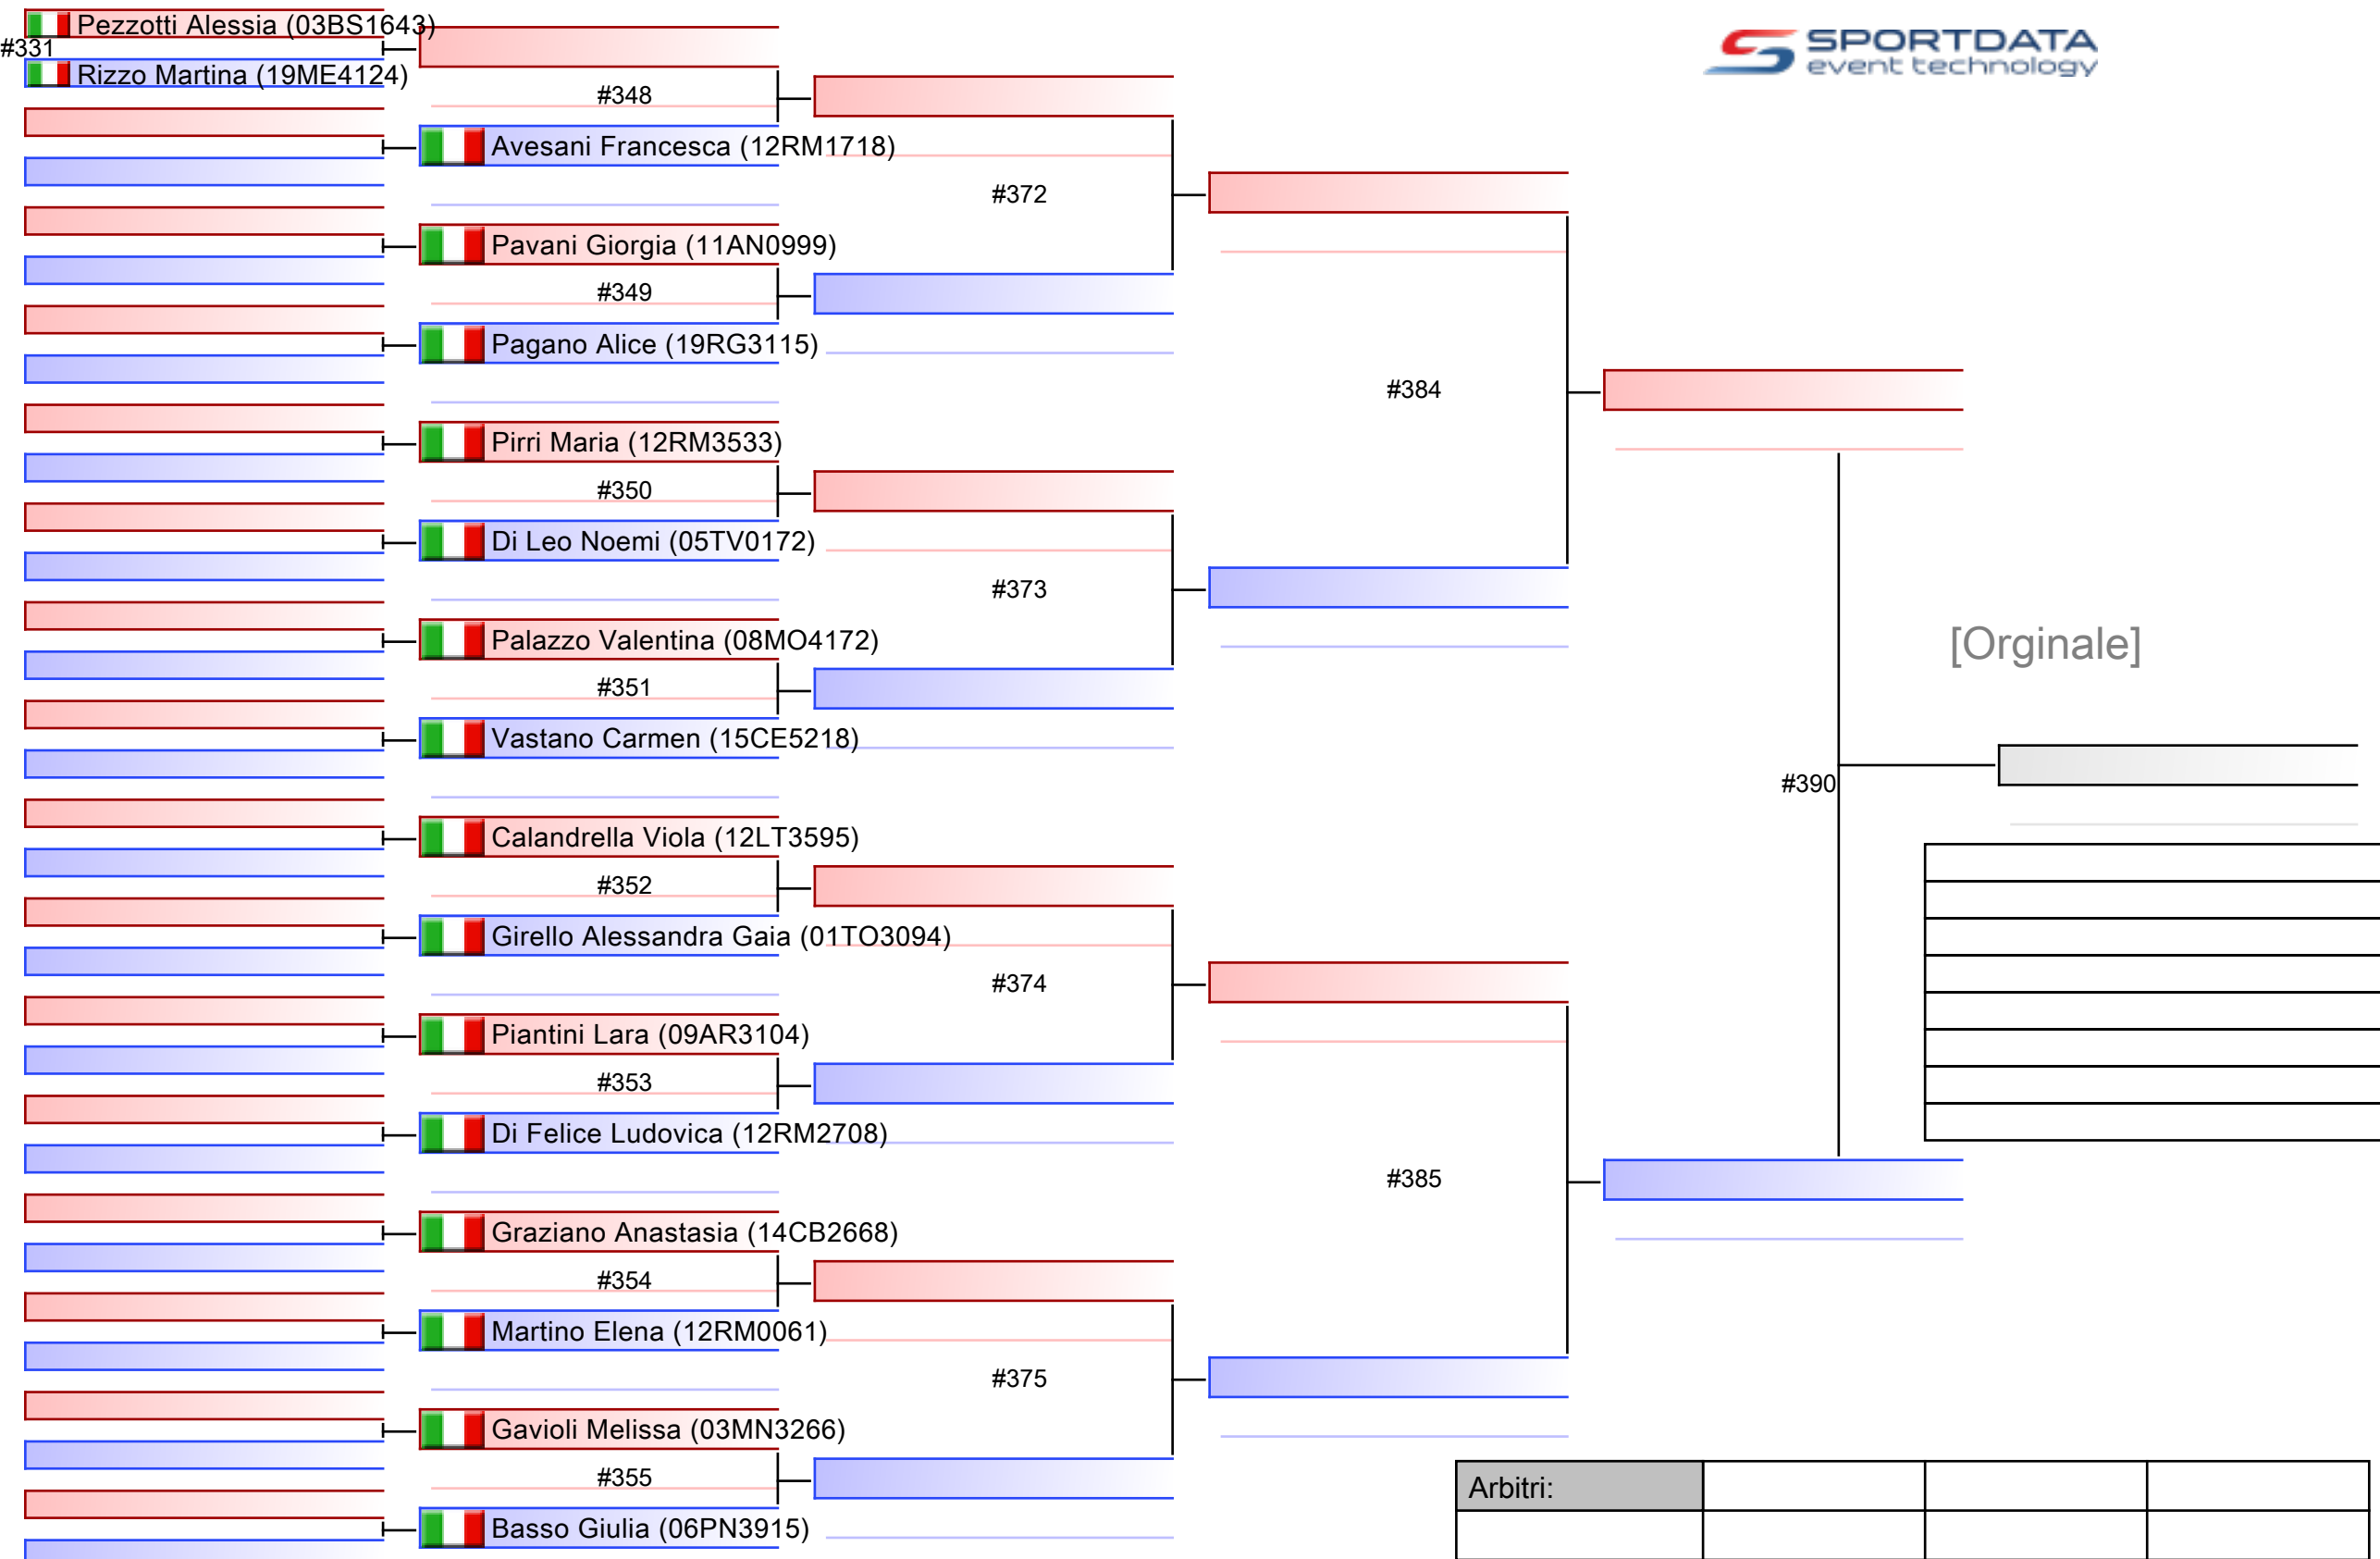 Pezzotti Alessia (03BS1643)
#331
Rizzo Martina (19ME4124)
SPORTDATA
event technology
#348
Avesani Francesca (12RM1718)
#372
Pavani Giorgia (11AN0999)
#349
Pagano Alice (19RG3115)
#384
Pirri Maria (12RM3533)
#350
Di Leo Noemi (05TV0172)
#373
Palazzo Valentina (08MO4172)
[Orginale]
#351
Vastano Carmen (15CE5218)
#390
Calandrella Viola (12LT3595)
#352
Girello Alessandra Gaia (01TO3094)
#374
Piantini Lara (09AR3104)
#353
Di Felice Ludovica (12RM2708)
#385
Graziano Anastasia (14CB2668)
#354
Martino Elena (12RM0061)
#375
Gavioli Melissa (03MN3266)
#355
Arbitri:
Basso Giulia (06PN3915)